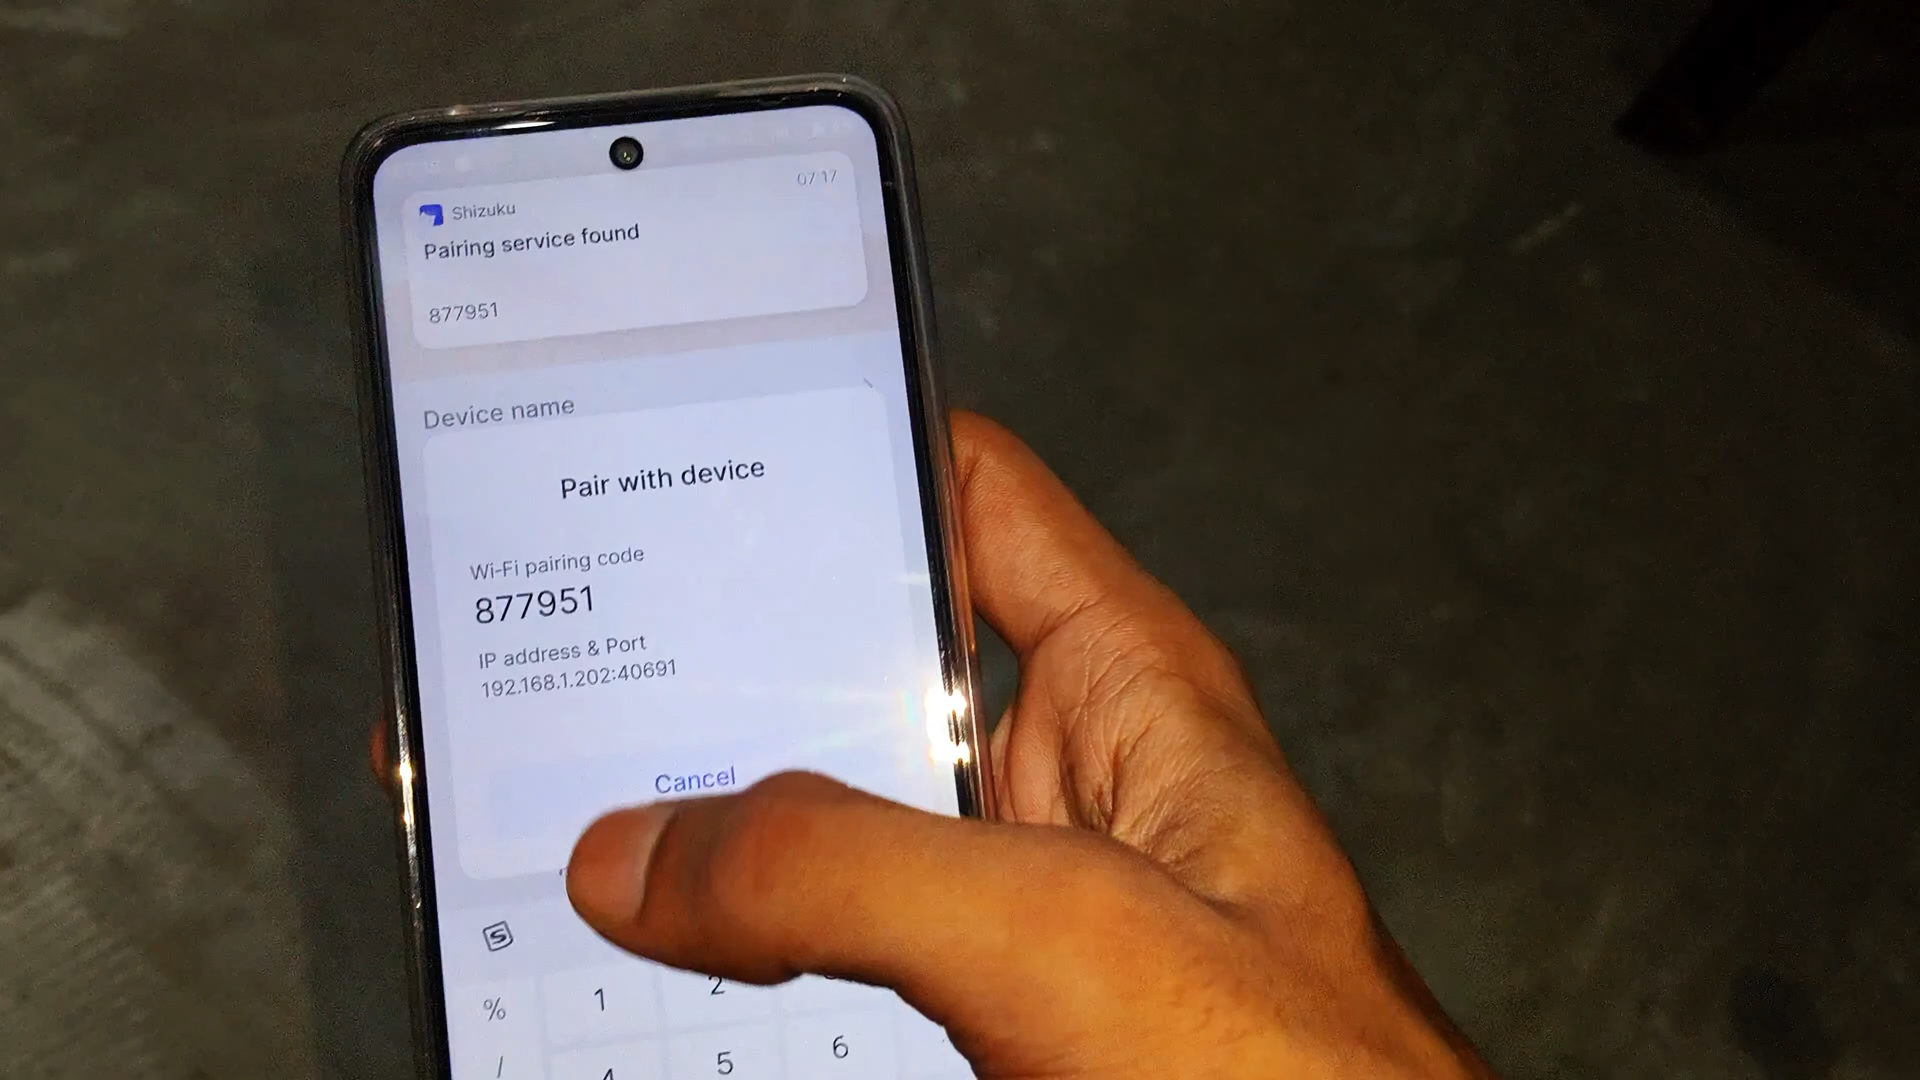 07:17
Shizuku
Pairing service found
877951
Device name
Pair with device
Wi-Fi pairing code
877951
IP address & Port
192.168.1.202:40691
Cancel
S
% 1 2
/ 4 5 6